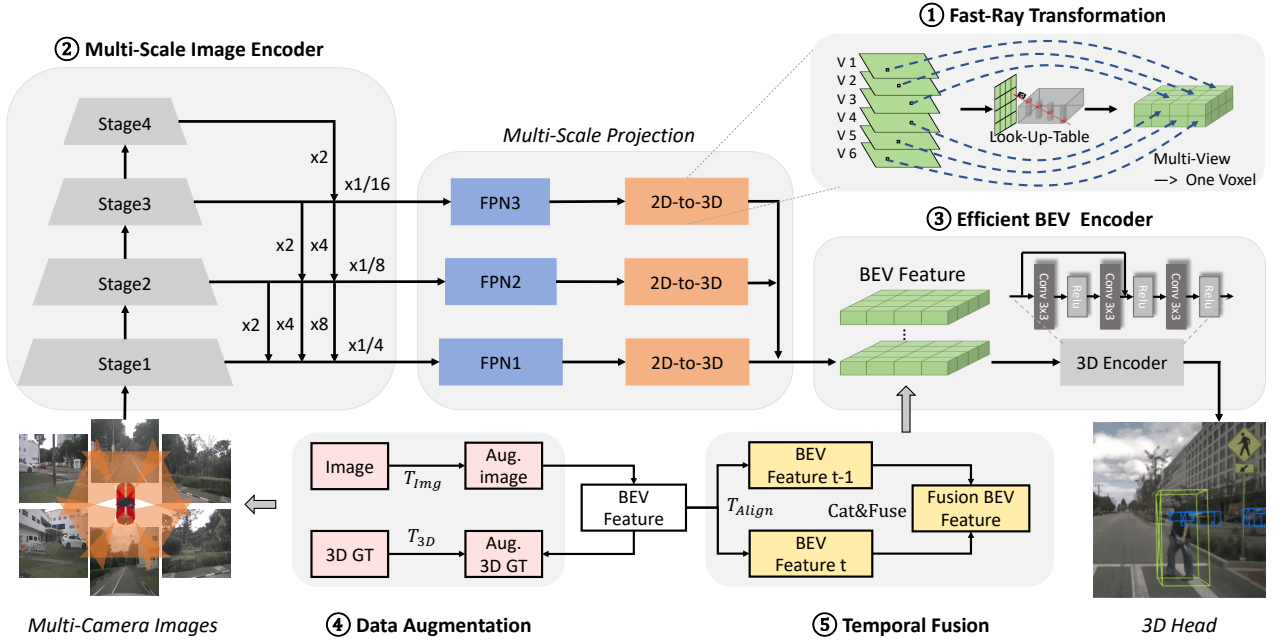 ① Fast-Ray Transformation
V 1
V 2
V 3
V 4
V 5
V 6
Look-Up-Table
Multi-View
—> One Voxel
② Multi-Scale Image Encoder
Stage4
Stage3
Stage2
Stage1
x2
x1/16
x2
x4
x1/8
x2
x4
x8
x1/4
Multi-Scale Projection
FPN3
2D-to-3D
FPN2
2D-to-3D
FPN1
2D-to-3D
③ Efficient BEV Encoder
BEV Feature
Conv 3x3
Relu
Conv 3x3
Relu
Conv 3x3
Relu
3D Encoder
Image
T_Img
Aug.
image
3D GT
T_3D
Aug.
3D GT
BEV
Feature
T_Align
BEV
Feature t-1
BEV
Feature t
Cat&Fuse
Fusion BEV
Feature
Multi-Camera Images
④ Data Augmentation
⑤ Temporal Fusion
3D Head